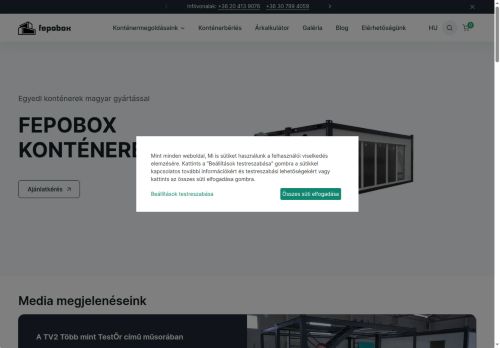 Infóvonalak: +36 20 413 9076 +36 30 799 4059
fepobox
Konténermegoldásaink Konténerbérlés Árkalkulátor Galéria Blog Elérhetőségünk HU 0
Egyedi konténerek magyar gyártással
FEPOBOX
KONTÉNERE
Ajánlatkérés
Mint minden weboldal, Mi is sütiket használunk a felhasználói viselkedés
elemzésére. Kattints a "Beállítások testreszabása" gombra a sütikkel
kapcsolatos további információkért és testreszabási lehetőségekért vagy
kattints az összes süti elfogadása gombra.
Beállítások testreszabása
Összes süti elfogadása
Media megjelenéseink
A TV2 Több mint TestŐr című műsorában